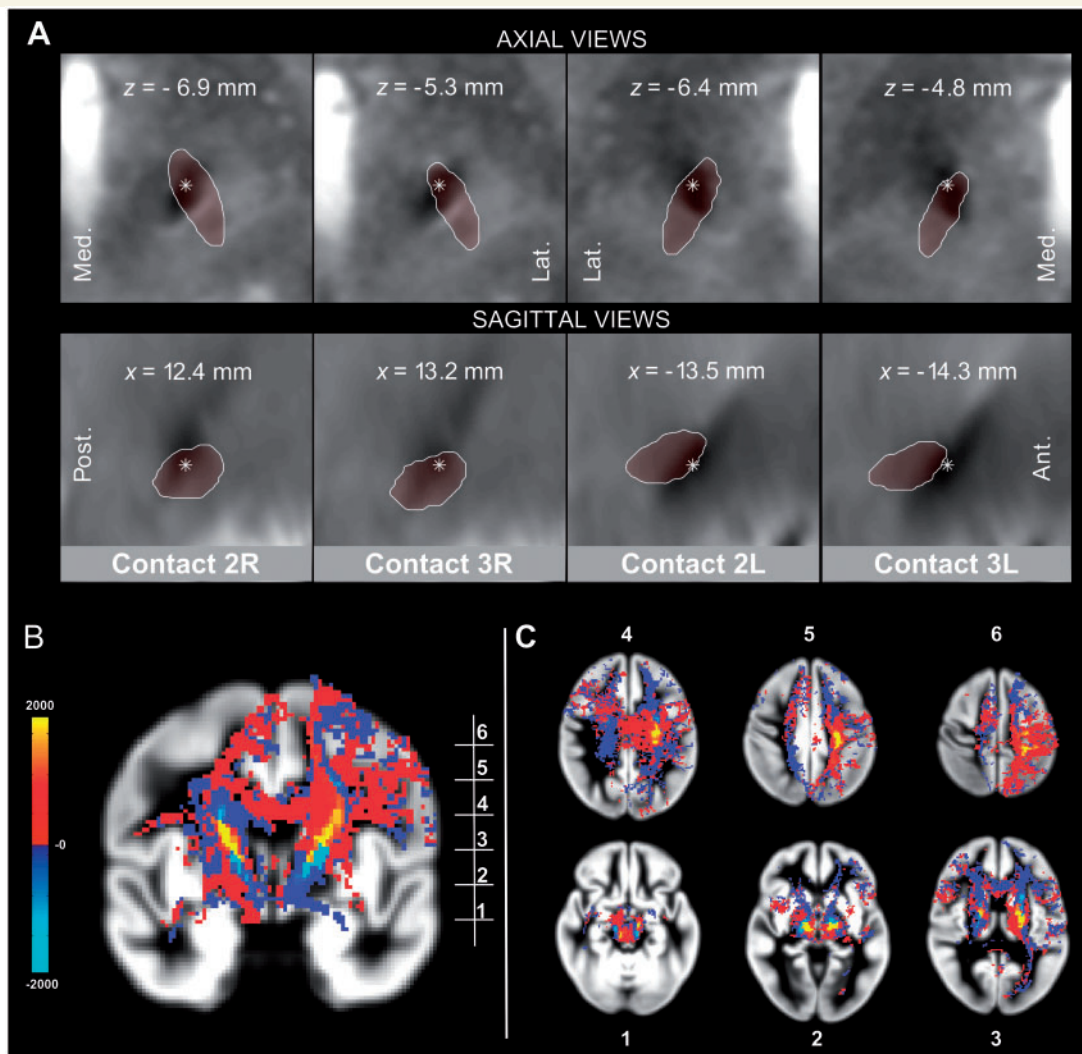 A
AXIAL VIEWS
z = - 6.9 mm
z = -5.3 mm
z = -6.4 mm
z = -4.8 mm
Med.
Lat.
Lat.
Med.
SAGITTAL VIEWS
x = 12.4 mm
x = 13.2 mm
x = -13.5 mm
x = -14.3 mm
Post.
Ant.
Contact 2R
Contact 3R
Contact 2L
Contact 3L
B
2000
-0
-2000
6
5
4
3
2
1
C
4
5
6
1
2
3